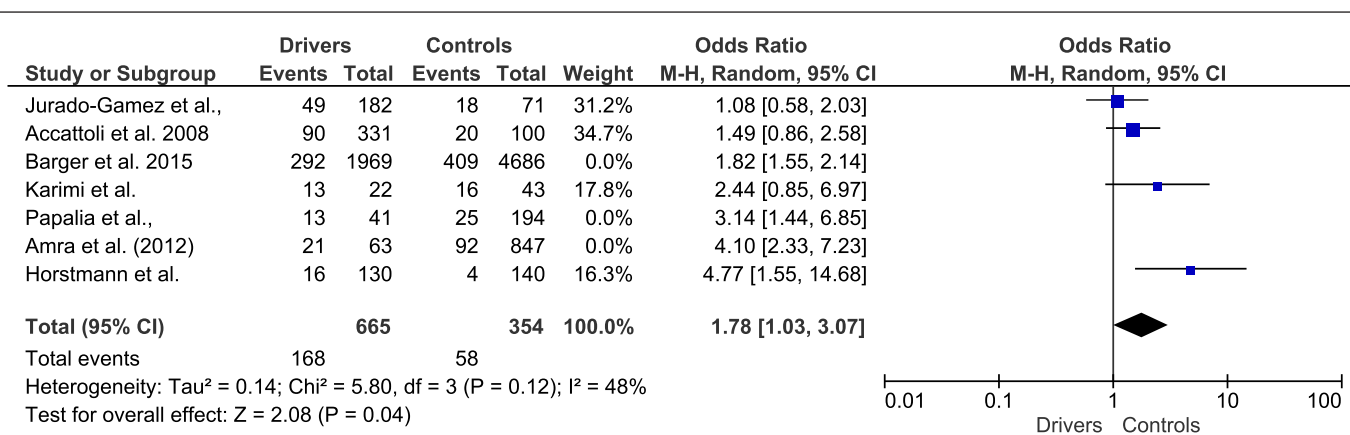 Drivers Controls Odds Ratio Odds Ratio
Study or Subgroup Events Total Events Total Weight M-H, Random, 95% CI M-H, Random, 95% CI
Jurado-Gamez et al., 49 182 18 71 31.2% 1.08 [0.58, 2.03]
Accattoli et al. 2008 90 331 20 100 34.7% 1.49 [0.86, 2.58]
Barger et al. 2015 292 1969 409 4686 0.0% 1.82 [1.55, 2.14]
Karimi et al. 13 22 16 43 17.8% 2.44 [0.85, 6.97]
Papalia et al., 13 41 25 194 0.0% 3.14 [1.44, 6.85]
Amra et al. (2012) 21 63 92 847 0.0% 4.10 [2.33, 7.23]
Horstmann et al. 16 130 4 140 16.3% 4.77 [1.55, 14.68]
Total (95% CI) 665 354 100.0% 1.78 [1.03, 3.07]
Total events 168 58
Heterogeneity: Tau² = 0.14; Chi² = 5.80, df = 3 (P = 0.12); I² = 48%
Test for overall effect: Z = 2.08 (P = 0.04)
0.01 0.1 1 10 100
Drivers Controls